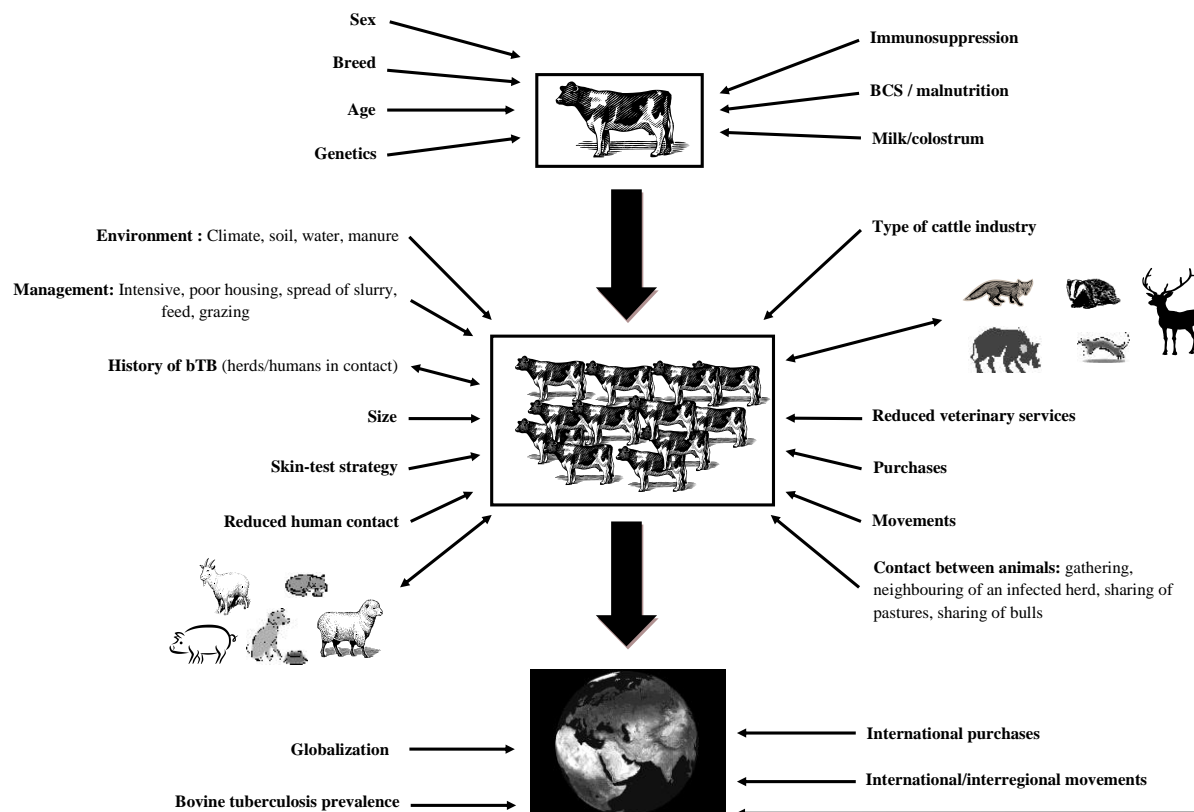 Sex
Breed
Age
Genetics
Immunosuppression
BCS / malnutrition
Milk/colostrum
Environment : Climate, soil, water, manure
Management: Intensive, poor housing, spread of slurry,
feed, grazing
History of bTB (herds/humans in contact)
Size
Skin-test strategy
Reduced human contact
Type of cattle industry
Reduced veterinary services
Purchases
Movements
Contact between animals: gathering,
neighbouring of an infected herd, sharing of
pastures, sharing of bulls
Globalization
Bovine tuberculosis prevalence
International purchases
International/interregional movements